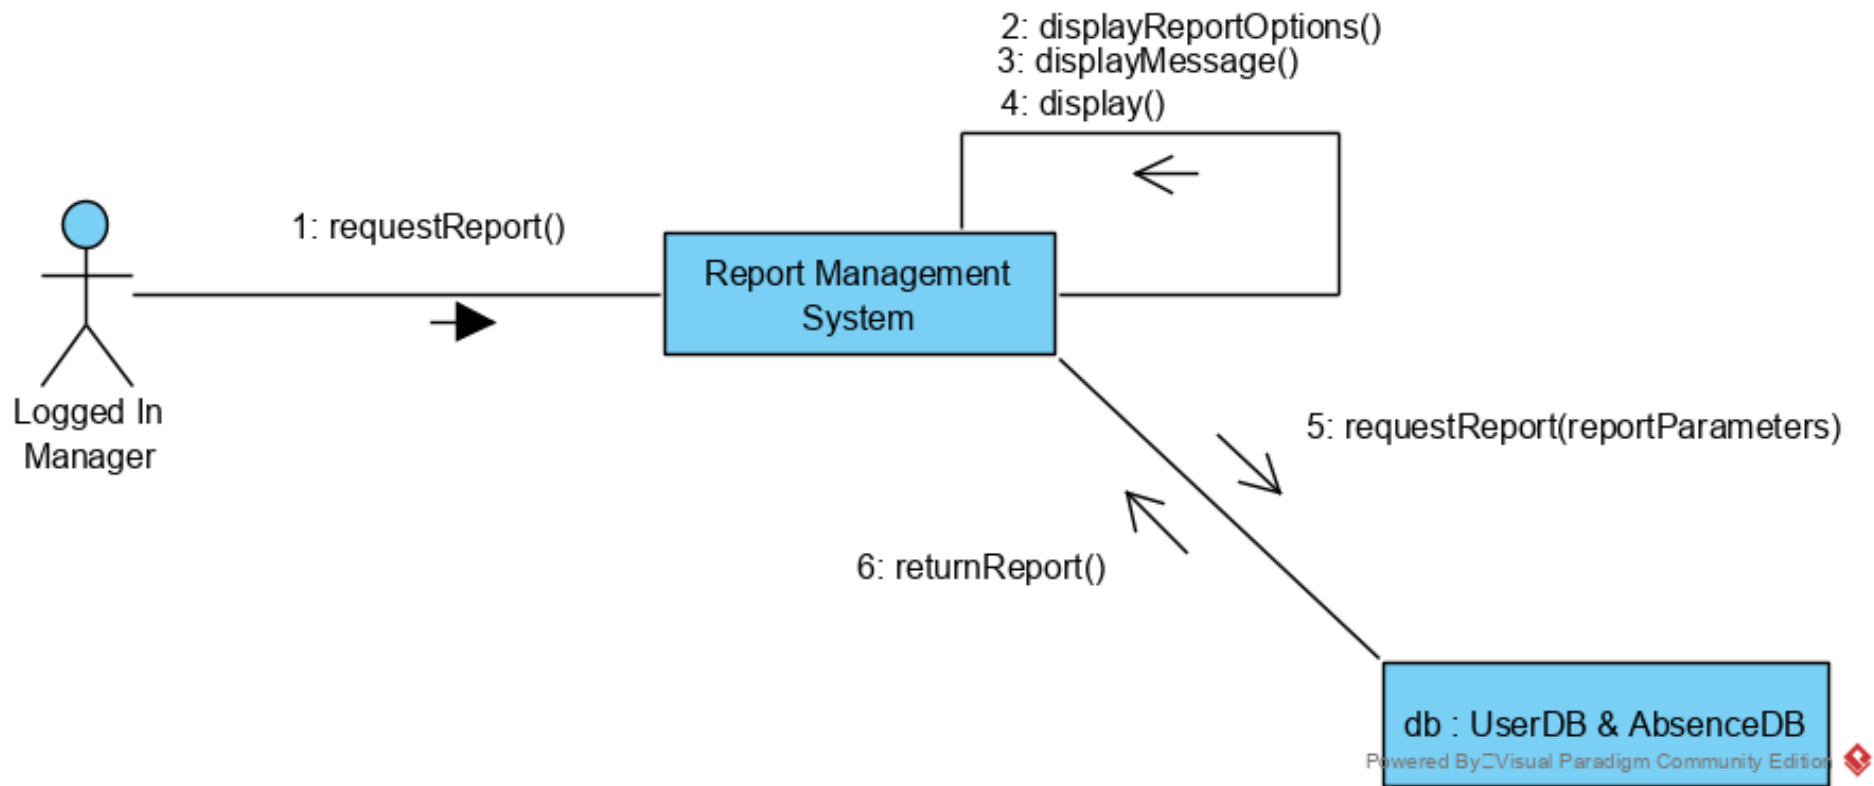 2: displayReportOptions()
3: displayMessage()
4: display()
1: requestReport()
Report Management
System
Logged In
Manager
5: requestReport(reportParameters)
6: returnReport()
db : UserDB & AbsenceDB
Powered By□Visual Paradigm Community Edition